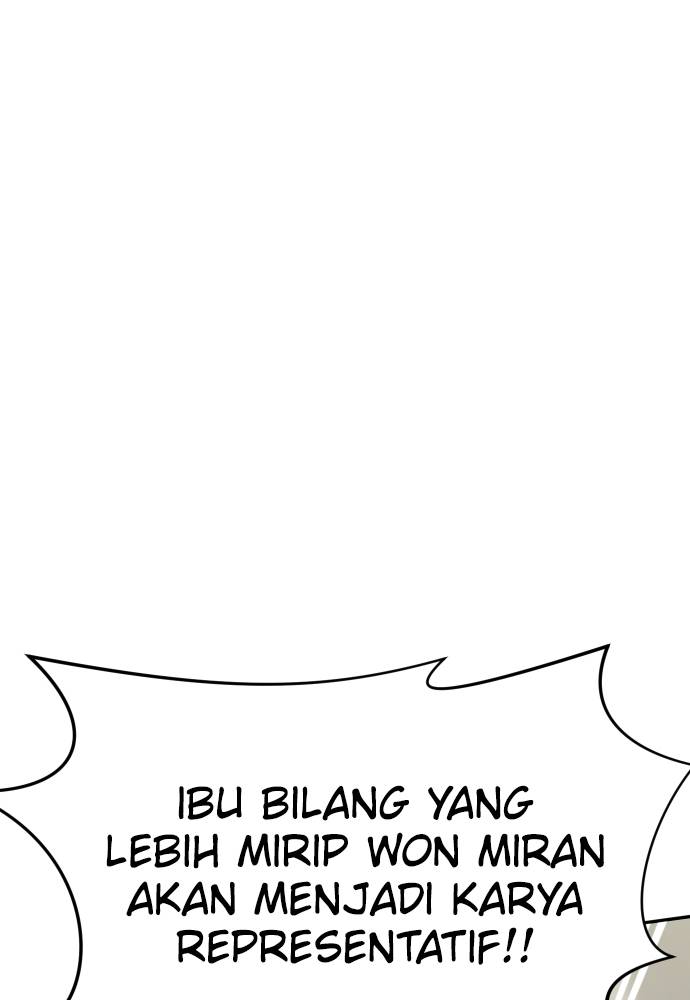 IBU BILANG YANG
LEBIH MIRIP WON MIRAN
AKAN MENJADI KARYA
REPRESENTATIF!!